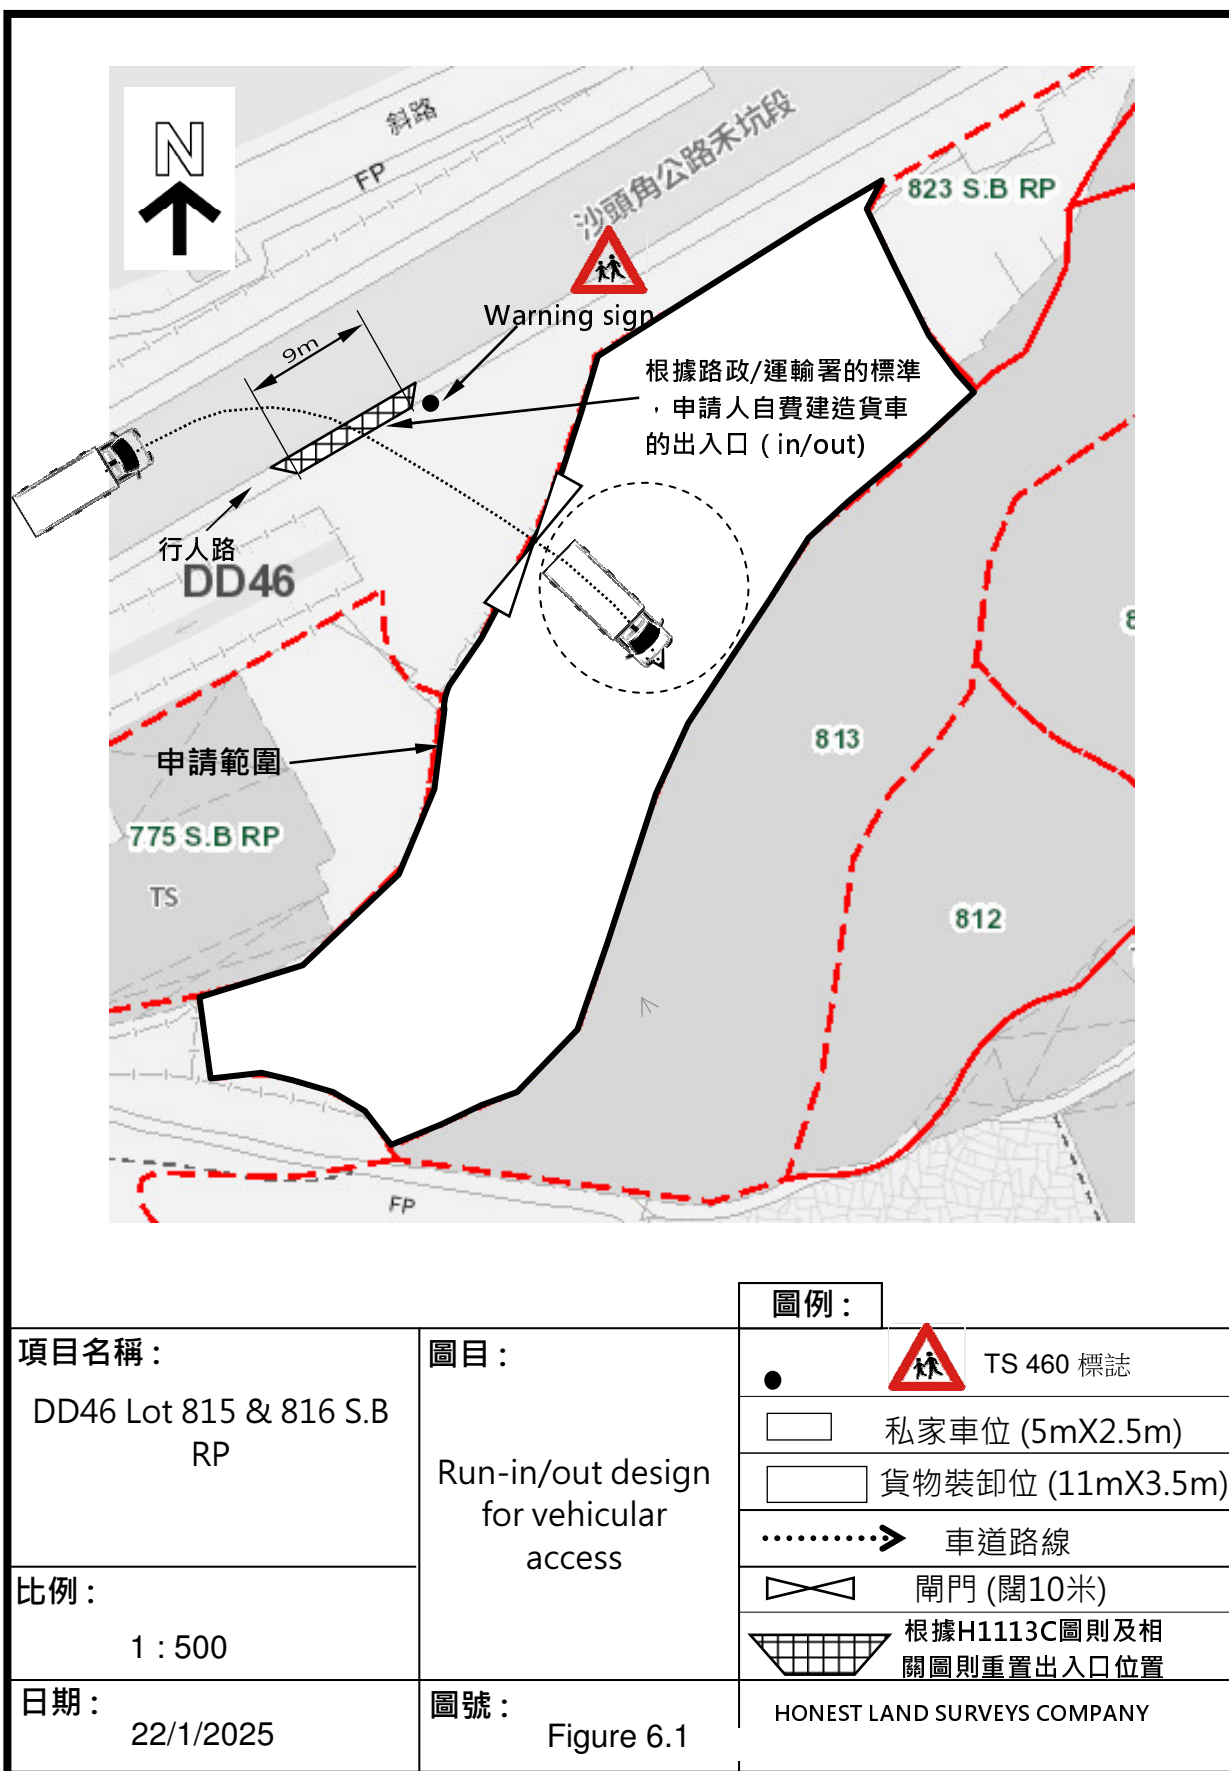 N
斜路
FP
沙頭角公路禾坑段
823 S.B RP
Warning sign
9m
根據路政/運輸署的標準
，申請人自費建造貨車
的出入口 ( in/out)
行人路
DD46
8
813
申請範圍
775 S.B RP
TS
812
FP
圖例 :
項目名稱 :
DD46 Lot 815 & 816 S.B
RP
圖目 :
Run-in/out design
for vehicular
access
TS 460 標誌
私家車位 (5mX2.5m)
貨物裝卸位 (11mX3.5m)
車道路線
閘門 (闊10米)
根據H1113C圖則及相
關圖則重置出入口位置
比例 :
1 : 500
日期 :
22/1/2025
圖號 :
Figure 6.1
HONEST LAND SURVEYS COMPANY